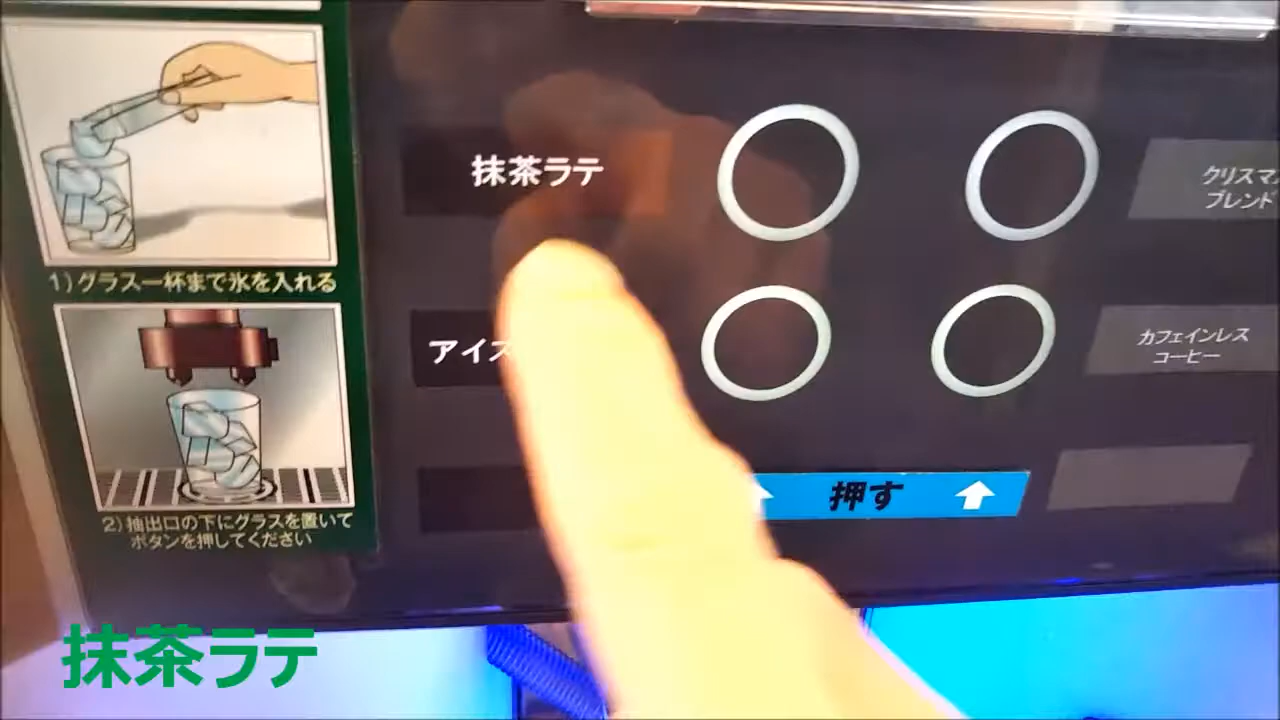 抹茶ラテ
クリスマ
ブレンド
1)グラス一杯まで氷を入れる
アイス
カフェインレス
コーヒー
押す
2)抽出口の下にグラスを置いて
ボタンを押してください
抹茶ラテ